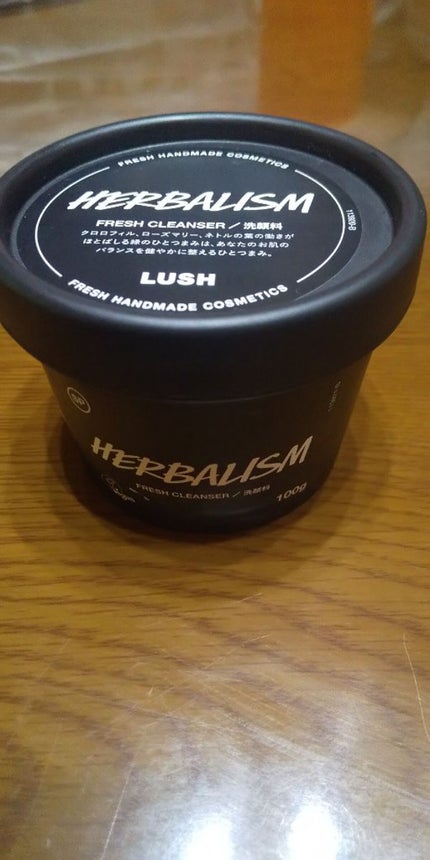 FRESH HANDMADE COSMETICS
HERBALISM
FRESH CLEANSER / 洗顔料
クロロフィル、ローズマリー、ネトルの葉の働きが
ほとばしる緑のひとつまみは、あなたのお肌の
バランスを健やかに整えるひとつまみ。
LUSH
FRESH HANDMADE COSMETICS
SP
HERBALISM
FRESH CLEANSER / 洗顔料
100g